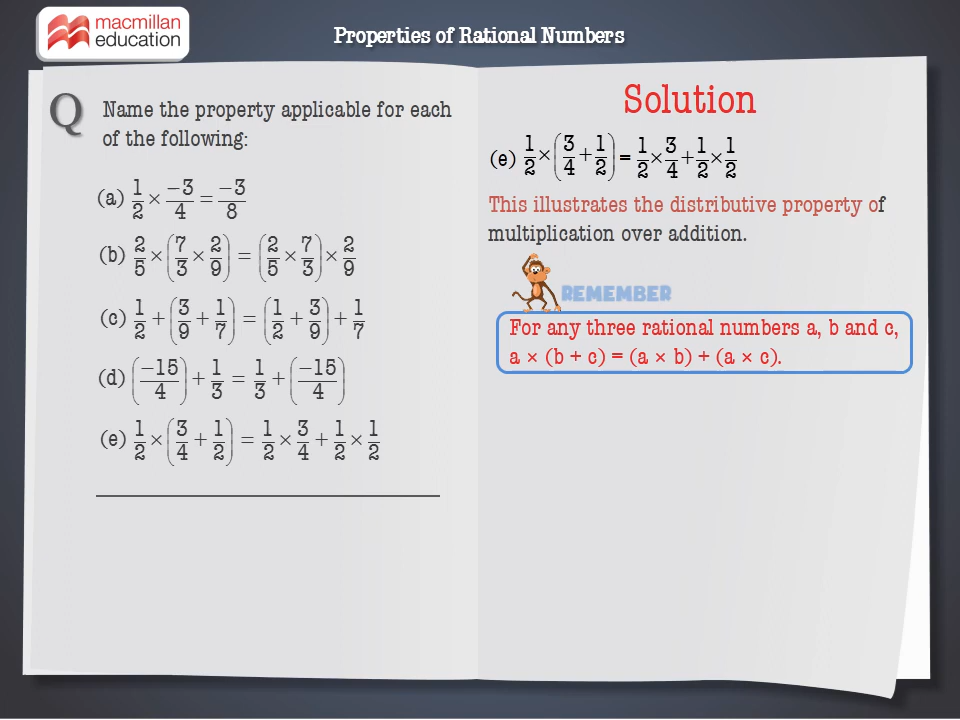 macmillan
education
Properties of Rational Numbers
Q Name the property applicable for each
of the following:
(a) 1/2 × −3/4 = −3/8
(b) 2/5 × (7/3 × 2/9) = (2/5 × 7/3) × 2/9
(c) 1/2 + (3/9 + 1/7) = (1/2 + 3/9) + 1/7
(d) (−15/4) + 1/3 = 1/3 + (−15/4)
(e) 1/2 × (3/4 + 1/2) = 1/2 × 3/4 + 1/2 × 1/2
Solution
(e) 1/2 × (3/4 + 1/2) = 1/2 × 3/4 + 1/2 × 1/2
This illustrates the distributive property of
multiplication over addition.
REMEMBER
For any three rational numbers a, b and c,
a × (b + c) = (a × b) + (a × c).